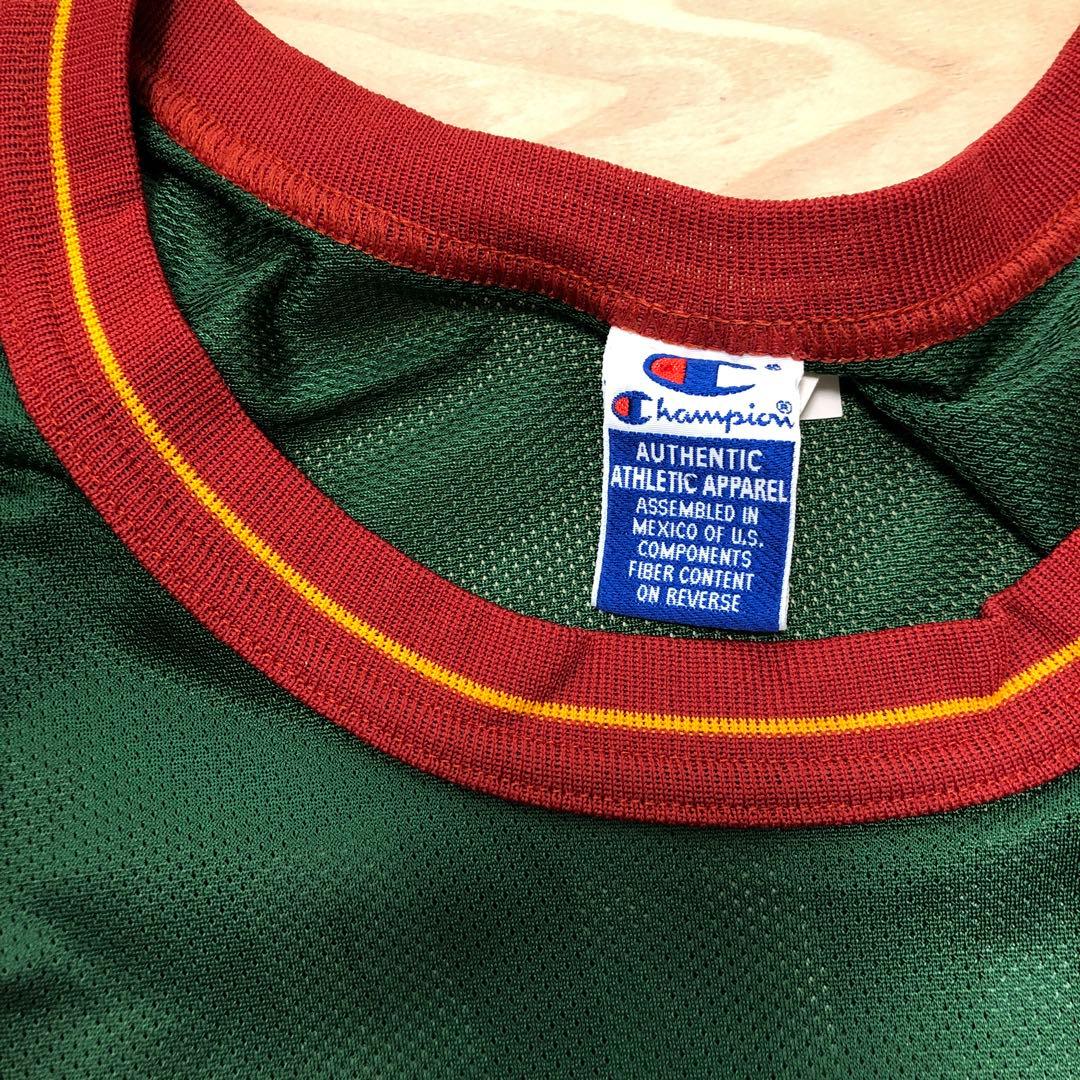 Champion®
AUTHENTIC
ATHLETIC APPAREL
ASSEMBLED IN
MEXICO OF U.S.
COMPONENTS
FIBER CONTENT
ON REVERSE